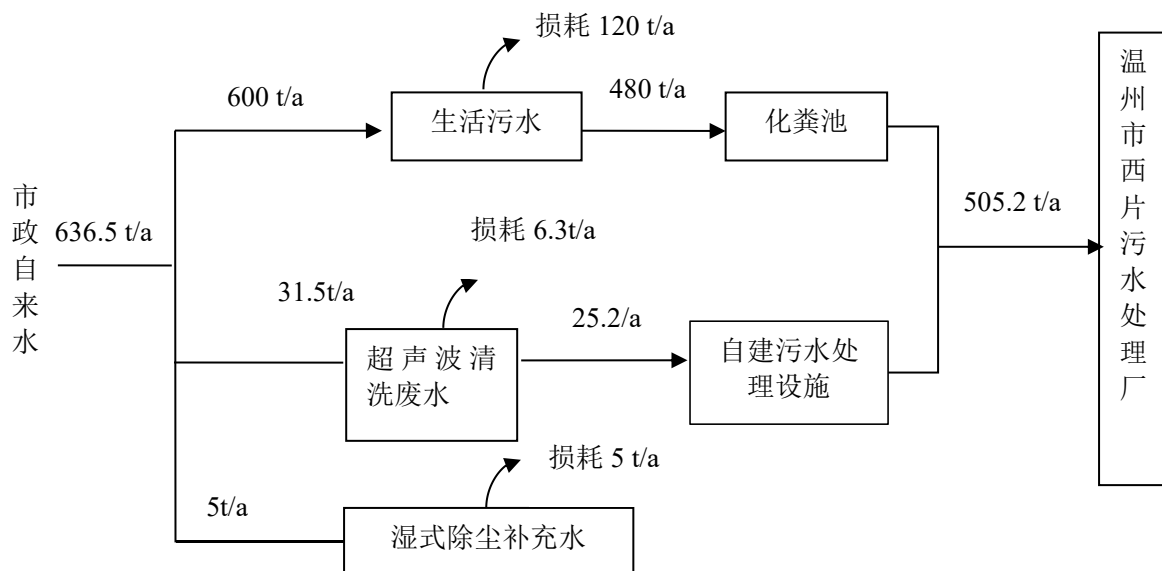 损耗 120 t/a
600 t/a
生活污水
480 t/a
化粪池
市政自来水
636.5 t/a
505.2 t/a
温州市西片污水处理厂
损耗 6.3t/a
31.5t/a
超声波清
洗废水
25.2/a
自建污水处
理设施
损耗 5 t/a
5t/a
湿式除尘补充水